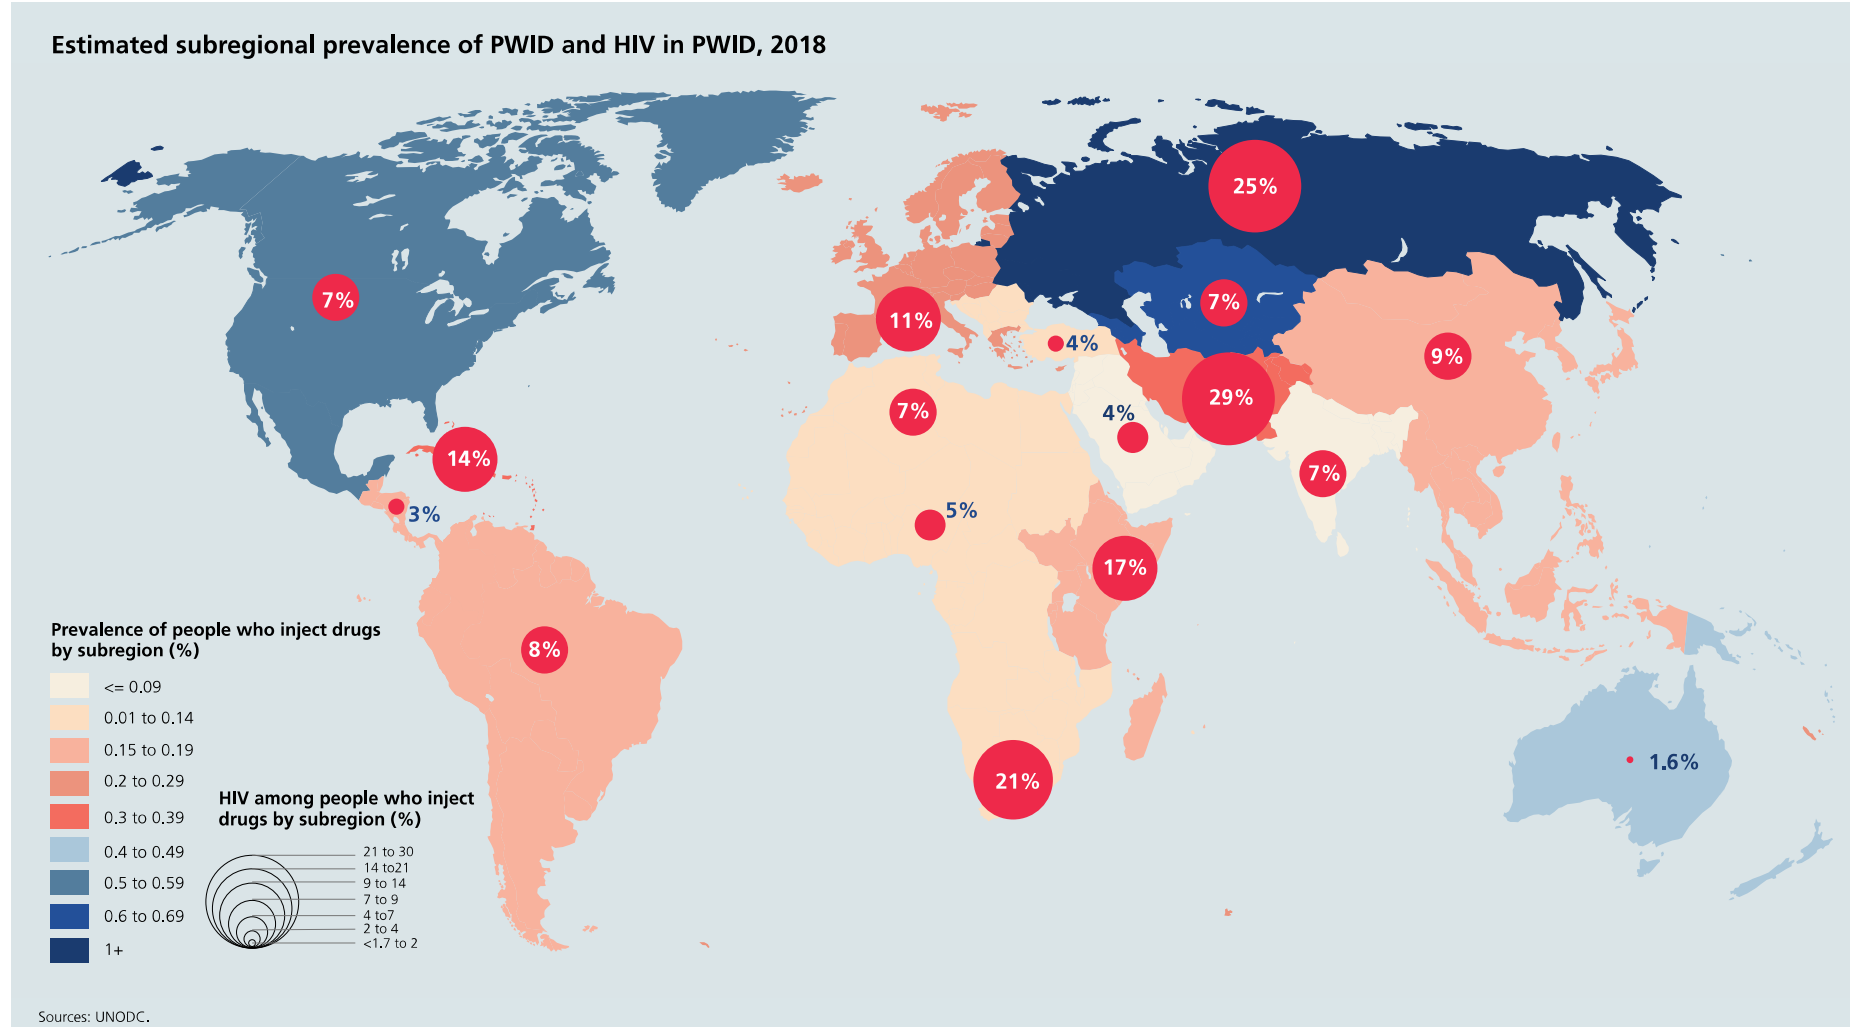 Estimated subregional prevalence of PWID and HIV in PWID, 2018
25%
7%
7%
11%
4%
9%
29%
7%
4%
14%
7%
3%
5%
17%
8%
21%
1.6%
Prevalence of people who inject drugs
by subregion (%)
<= 0.09
0.01 to 0.14
0.15 to 0.19
0.2 to 0.29
0.3 to 0.39
0.4 to 0.49
0.5 to 0.59
0.6 to 0.69
1+
HIV among people who inject
drugs by subregion (%)
21 to 30
14 to21
9 to 14
7 to 9
4 to7
2 to 4
<1.7 to 2
Sources: UNODC.